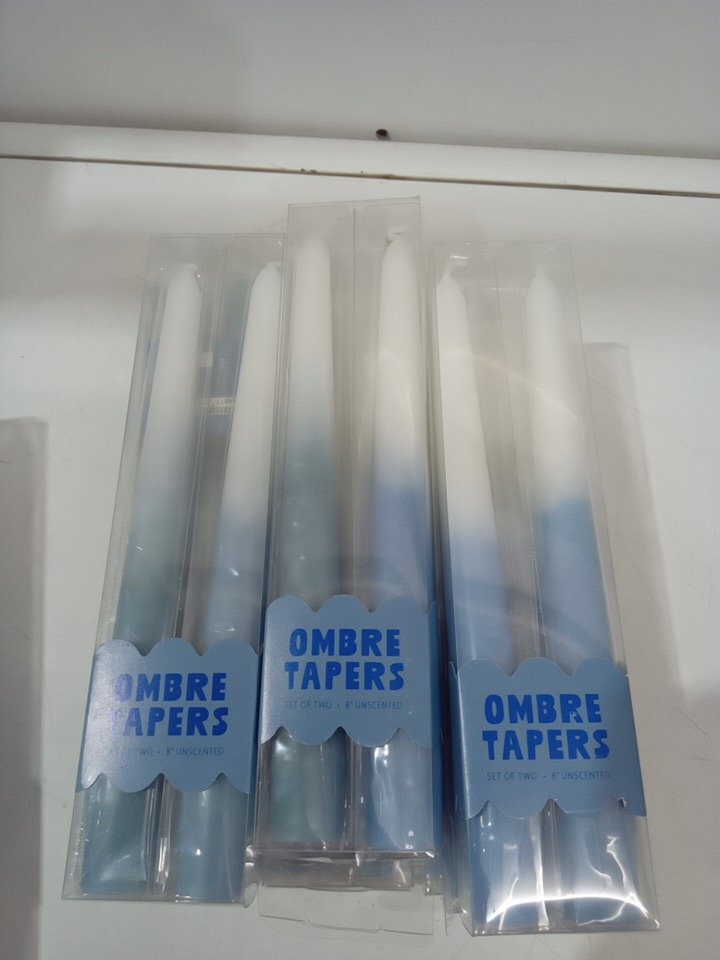 OMBRE
TAPERS
OF TWO • 8" UNSCENTED
OMBRE
TAPERS
SET OF TWO • 8" UNSCENTED
OMBRE
TAPERS
SET OF TWO • 8" UNSCENTED